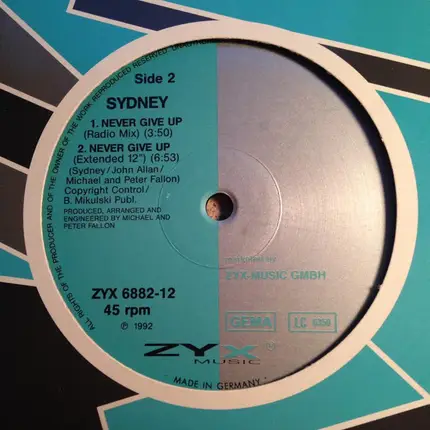 ALL RIGHTS OF THE PRODUCER AND OF THE OWNER OF THE WORK REPRODUCED RESERVED
Side 2
SYDNEY
1. NEVER GIVE UP
(Radio Mix) (3:50)
2. NEVER GIVE UP
(Extended 12") (6:53)
(Sydney/John Allan/
Michael and Peter Fallon)
Copyright Control/
B. Mikulski Publ.
PRODUCED, ARRANGED AND
ENGINEERED BY MICHAEL AND
PETER FALLON
ZYX-MUSIC GMBH
ZYX 6882-12
45 rpm
℗ 1992
GEMA
LC 6350
ZYX®
MUSIC
MADE IN GERMANY